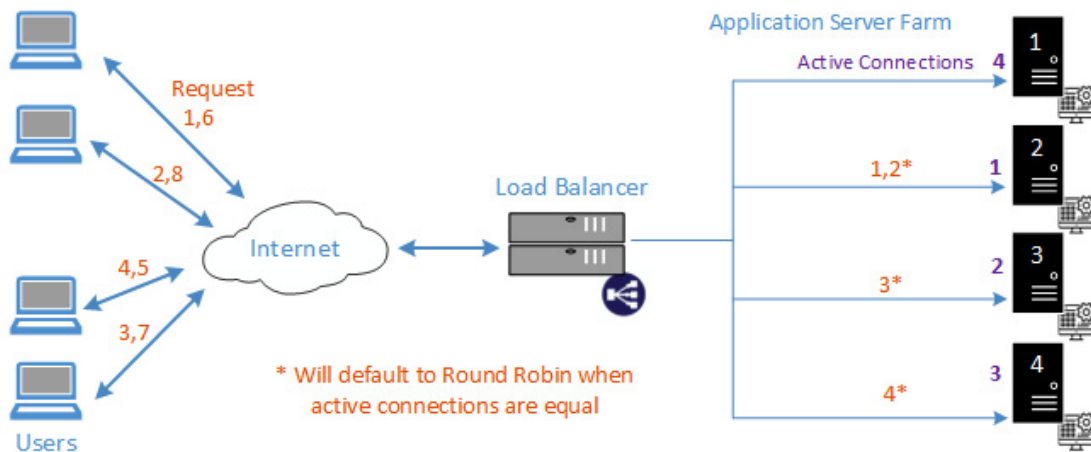 Application Server Farm
Request
1,6
2,8
4,5
3,7
Users
Internet
Load Balancer
* Will default to Round Robin when
active connections are equal
Active Connections 4
1
1,2* 1
2
3* 2
3
4* 3
4